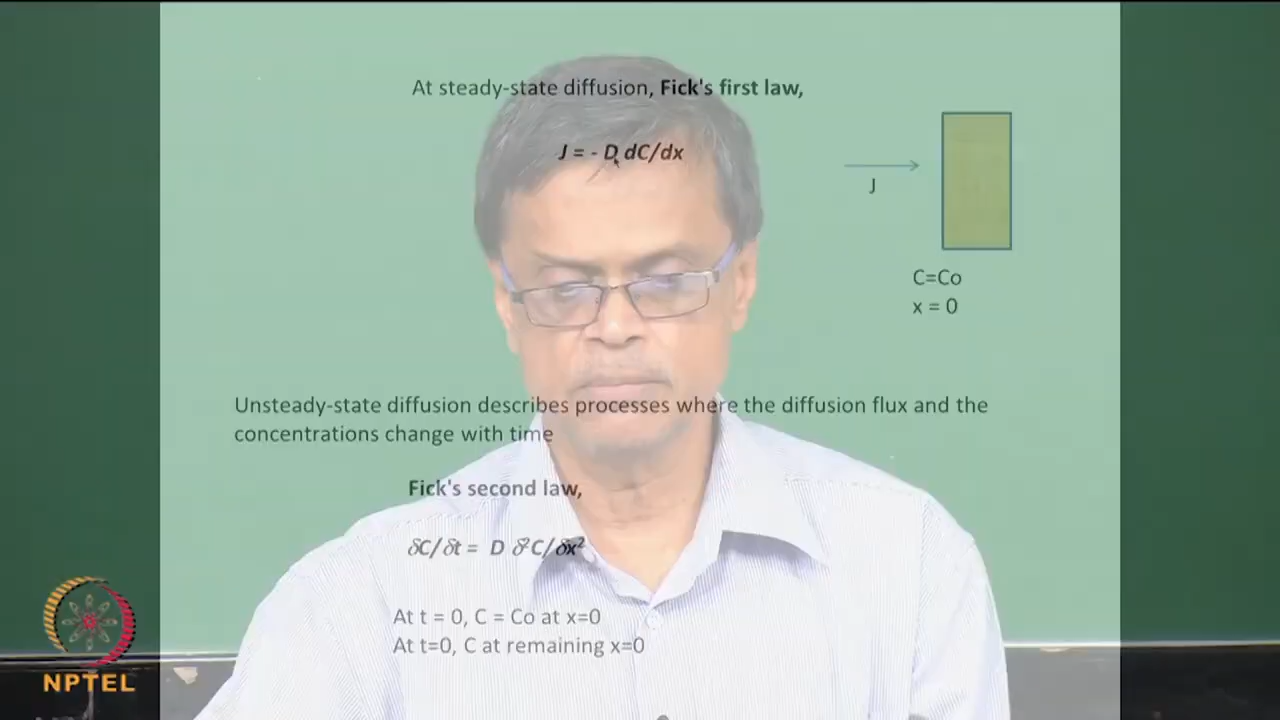 At steady-state diffusion, Fick's first law,
J = - D dC/dx
J
C=Co
x = 0
Unsteady-state diffusion describes processes where the diffusion flux and the
concentrations change with time
Fick's second law,
δC/δt = D δ²C/δx²
At t = 0, C = Co at x=0
At t=0, C at remaining x=0
NPTEL